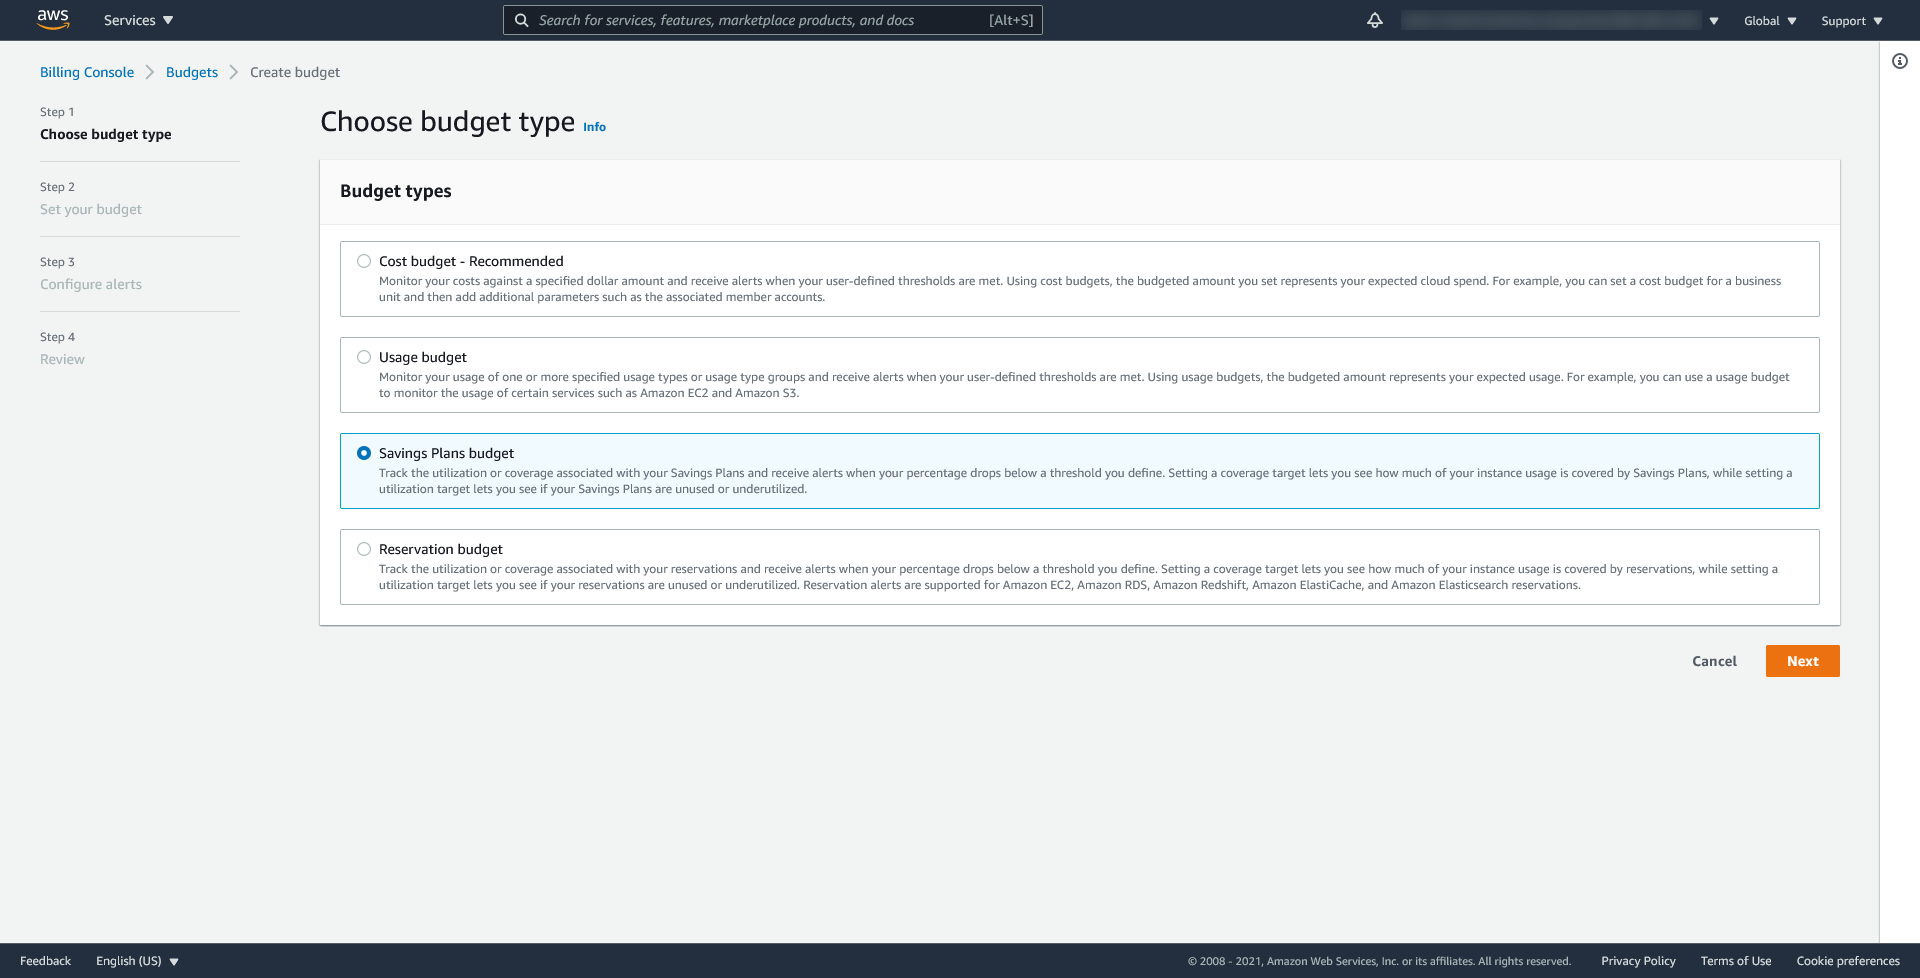 aws
Services
Search for services, features, marketplace products, and docs
[Alt+S]
Global
Support
Billing Console
Budgets
Create budget
Step 1
Choose budget type
Step 2
Set your budget
Step 3
Configure alerts
Step 4
Review
Choose budget type Info
Budget types
Cost budget - Recommended
Monitor your costs against a specified dollar amount and receive alerts when your user-defined thresholds are met. Using cost budgets, the budgeted amount you set represents your expected cloud spend. For example, you can set a cost budget for a business
unit and then add additional parameters such as the associated member accounts.
Usage budget
Monitor your usage of one or more specified usage types or usage type groups and receive alerts when your user-defined thresholds are met. Using usage budgets, the budgeted amount represents your expected usage. For example, you can use a usage budget
to monitor the usage of certain services such as Amazon EC2 and Amazon S3.
Savings Plans budget
Track the utilization or coverage associated with your Savings Plans and receive alerts when your percentage drops below a threshold you define. Setting a coverage target lets you see how much of your instance usage is covered by Savings Plans, while setting a
utilization target lets you see if your Savings Plans are unused or underutilized.
Reservation budget
Track the utilization or coverage associated with your reservations and receive alerts when your percentage drops below a threshold you define. Setting a coverage target lets you see how much of your instance usage is covered by reservations, while setting a
utilization target lets you see if your reservations are unused or underutilized. Reservation alerts are supported for Amazon EC2, Amazon RDS, Amazon Redshift, Amazon ElastiCache, and Amazon Elasticsearch reservations.
Cancel
Next
Feedback
English (US)
© 2008 - 2021, Amazon Web Services, Inc. or its affiliates. All rights reserved.
Privacy Policy
Terms of Use
Cookie preferences